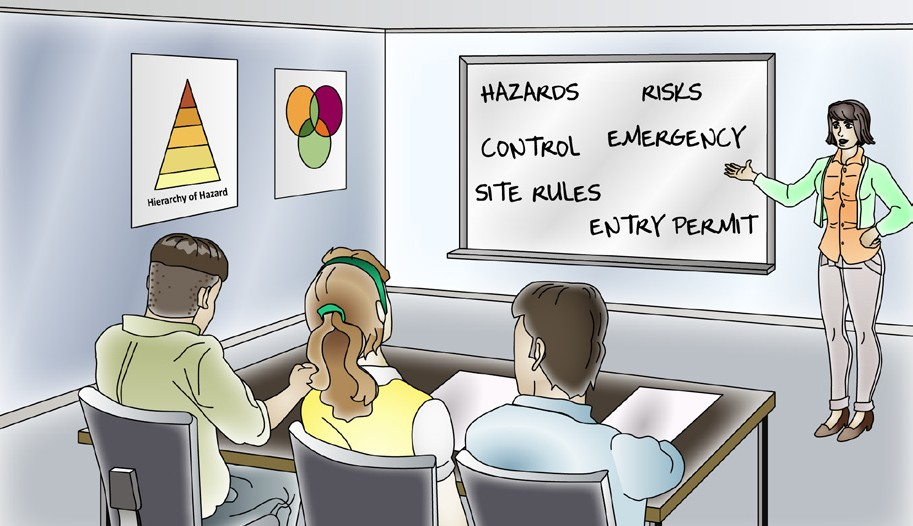 Hierarchy of Hazard
HAZARDS
RISKS
CONTROL
EMERGENCY
SITE RULES
ENTRY PERMIT